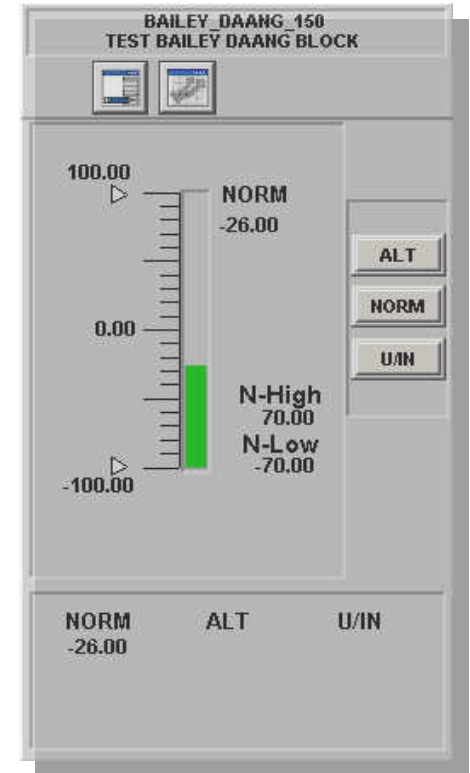 BAILEY_DAANG_150
TEST BAILEY DAANG BLOCK
100.00
NORM
-26.00
ALT
NORM
0.00
U/IN
N-High
70.00
N-Low
-70.00
-100.00
NORM ALT U/IN
-26.00